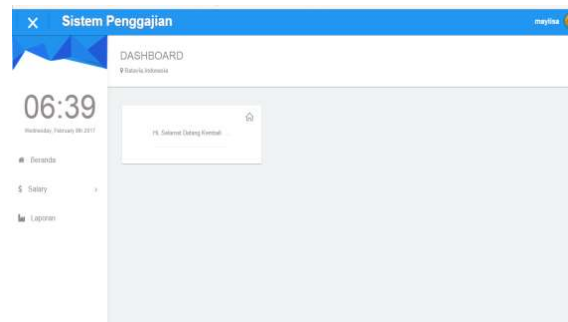 × Sistem Penggajian
maylisa
DASHBOARD
Batavia Indonesia
06:39
Wednesday, February 8th 2017
Hi, Selamat Datang Kembali ...
Beranda
$ Salary
Laporan